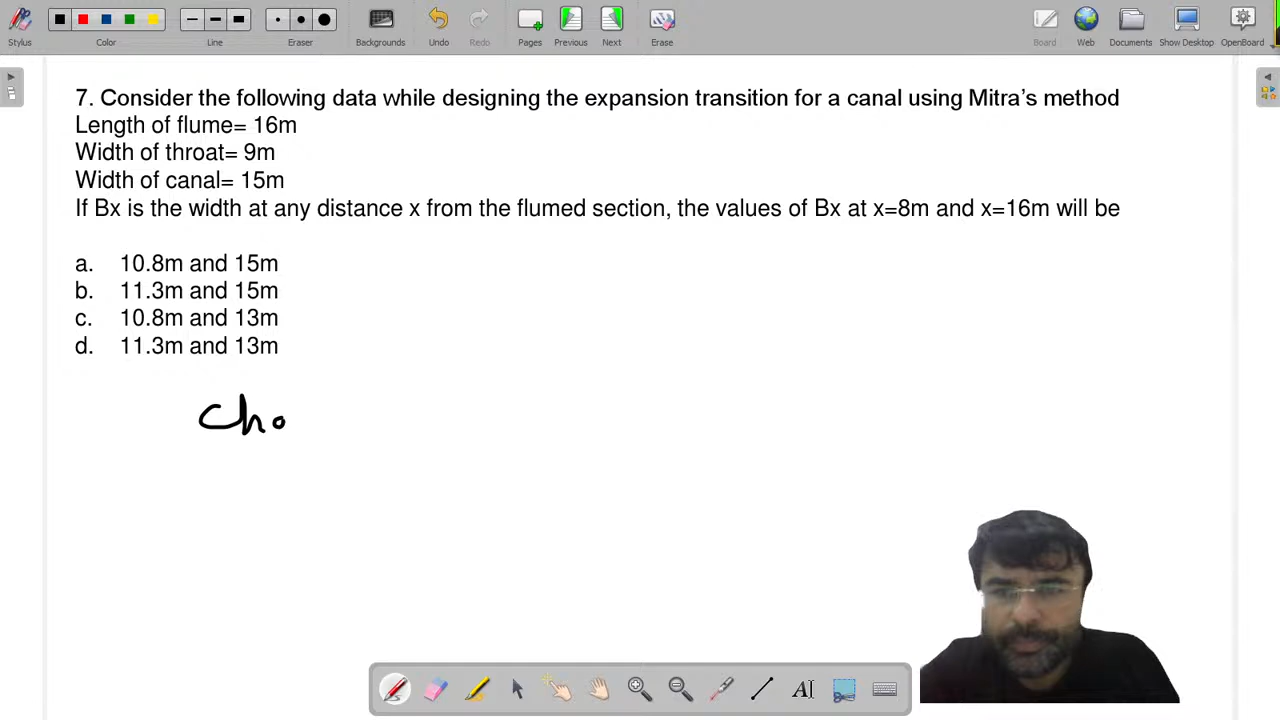 Stylus
Color
Line
Eraser
Backgrounds
Undo
Redo
Pages
Previous
Next
Erase
Board
Web
Documents
Show Desktop
OpenBoard
7. Consider the following data while designing the expansion transition for a canal using Mitra's method
Length of flume= 16m
Width of throat= 9m
Width of canal= 15m
If Bx is the width at any distance x from the flumed section, the values of Bx at x=8m and x=16m will be
a. 10.8m and 15m
b. 11.3m and 15m
c. 10.8m and 13m
d. 11.3m and 13m
Cho